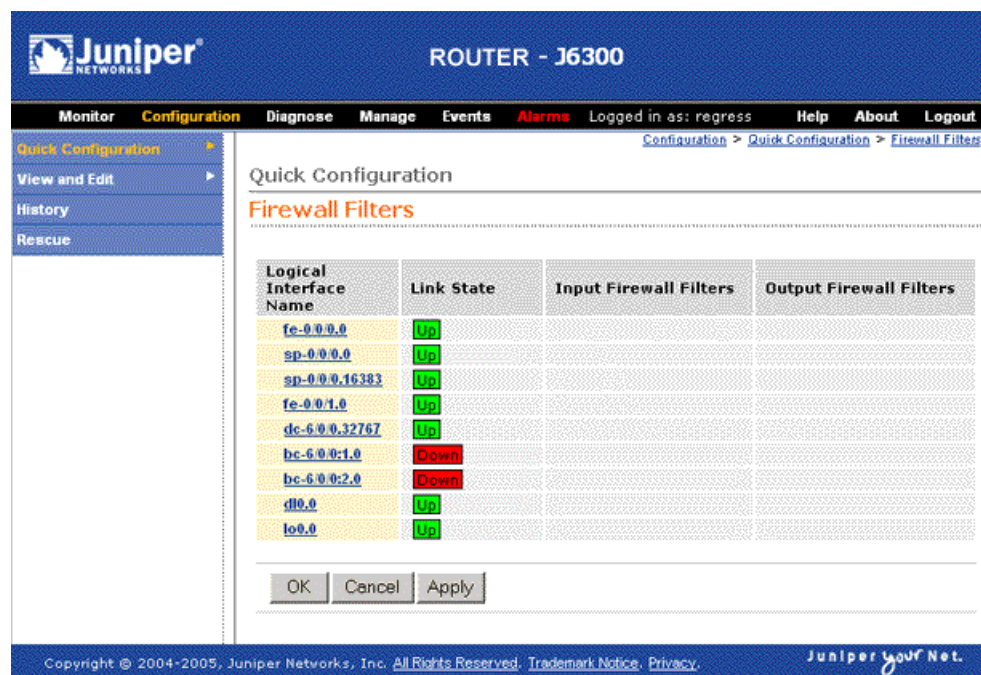 Juniper®
NETWORKS
ROUTER - J6300
Monitor Configuration Diagnose Manage Events Alarms Logged in as: regress Help About Logout
Configuration > Quick Configuration > Firewall Filters
Quick Configuration
View and Edit
History
Rescue
Quick Configuration
Firewall Filters
Logical Interface Name Link State Input Firewall Filters Output Firewall Filters
fe-0/0/0.0 Up
sp-0/0/0.0 Up
sp-0/0/0.16383 Up
fe-0/0/1.0 Up
dc-6/0/0.32767 Up
bc-6/0/0:1.0 Down
bc-6/0/0:2.0 Down
dl0.0 Up
lo0.0 Up
OK Cancel Apply
Copyright © 2004-2005, Juniper Networks, Inc. All Rights Reserved. Trademark Notice. Privacy.
Juniper your Net.